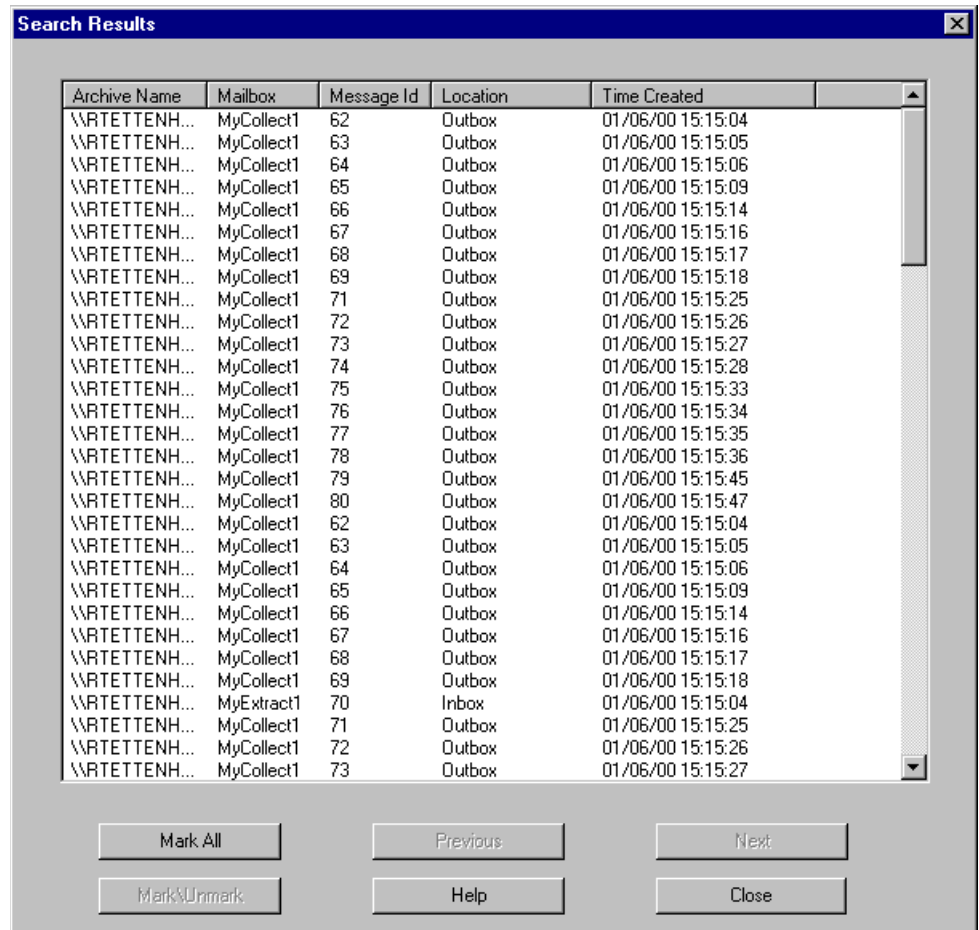 Search Results
Archive Name Mailbox Message Id Location Time Created
\\RTETTENH... MyCollect1 62 Outbox 01/06/00 15:15:04
\\RTETTENH... MyCollect1 63 Outbox 01/06/00 15:15:05
\\RTETTENH... MyCollect1 64 Outbox 01/06/00 15:15:06
\\RTETTENH... MyCollect1 65 Outbox 01/06/00 15:15:09
\\RTETTENH... MyCollect1 66 Outbox 01/06/00 15:15:14
\\RTETTENH... MyCollect1 67 Outbox 01/06/00 15:15:16
\\RTETTENH... MyCollect1 68 Outbox 01/06/00 15:15:17
\\RTETTENH... MyCollect1 69 Outbox 01/06/00 15:15:18
\\RTETTENH... MyCollect1 71 Outbox 01/06/00 15:15:25
\\RTETTENH... MyCollect1 72 Outbox 01/06/00 15:15:26
\\RTETTENH... MyCollect1 73 Outbox 01/06/00 15:15:27
\\RTETTENH... MyCollect1 74 Outbox 01/06/00 15:15:28
\\RTETTENH... MyCollect1 75 Outbox 01/06/00 15:15:33
\\RTETTENH... MyCollect1 76 Outbox 01/06/00 15:15:34
\\RTETTENH... MyCollect1 77 Outbox 01/06/00 15:15:35
\\RTETTENH... MyCollect1 78 Outbox 01/06/00 15:15:36
\\RTETTENH... MyCollect1 79 Outbox 01/06/00 15:15:45
\\RTETTENH... MyCollect1 80 Outbox 01/06/00 15:15:47
\\RTETTENH... MyCollect1 62 Outbox 01/06/00 15:15:04
\\RTETTENH... MyCollect1 63 Outbox 01/06/00 15:15:05
\\RTETTENH... MyCollect1 64 Outbox 01/06/00 15:15:06
\\RTETTENH... MyCollect1 65 Outbox 01/06/00 15:15:09
\\RTETTENH... MyCollect1 66 Outbox 01/06/00 15:15:14
\\RTETTENH... MyCollect1 67 Outbox 01/06/00 15:15:16
\\RTETTENH... MyCollect1 68 Outbox 01/06/00 15:15:17
\\RTETTENH... MyCollect1 69 Outbox 01/06/00 15:15:18
\\RTETTENH... MyExtract1 70 Inbox 01/06/00 15:15:04
\\RTETTENH... MyCollect1 71 Outbox 01/06/00 15:15:25
\\RTETTENH... MyCollect1 72 Outbox 01/06/00 15:15:26
\\RTETTENH... MyCollect1 73 Outbox 01/06/00 15:15:27
Mark All Previous Next
Mark\Unmark Help Close